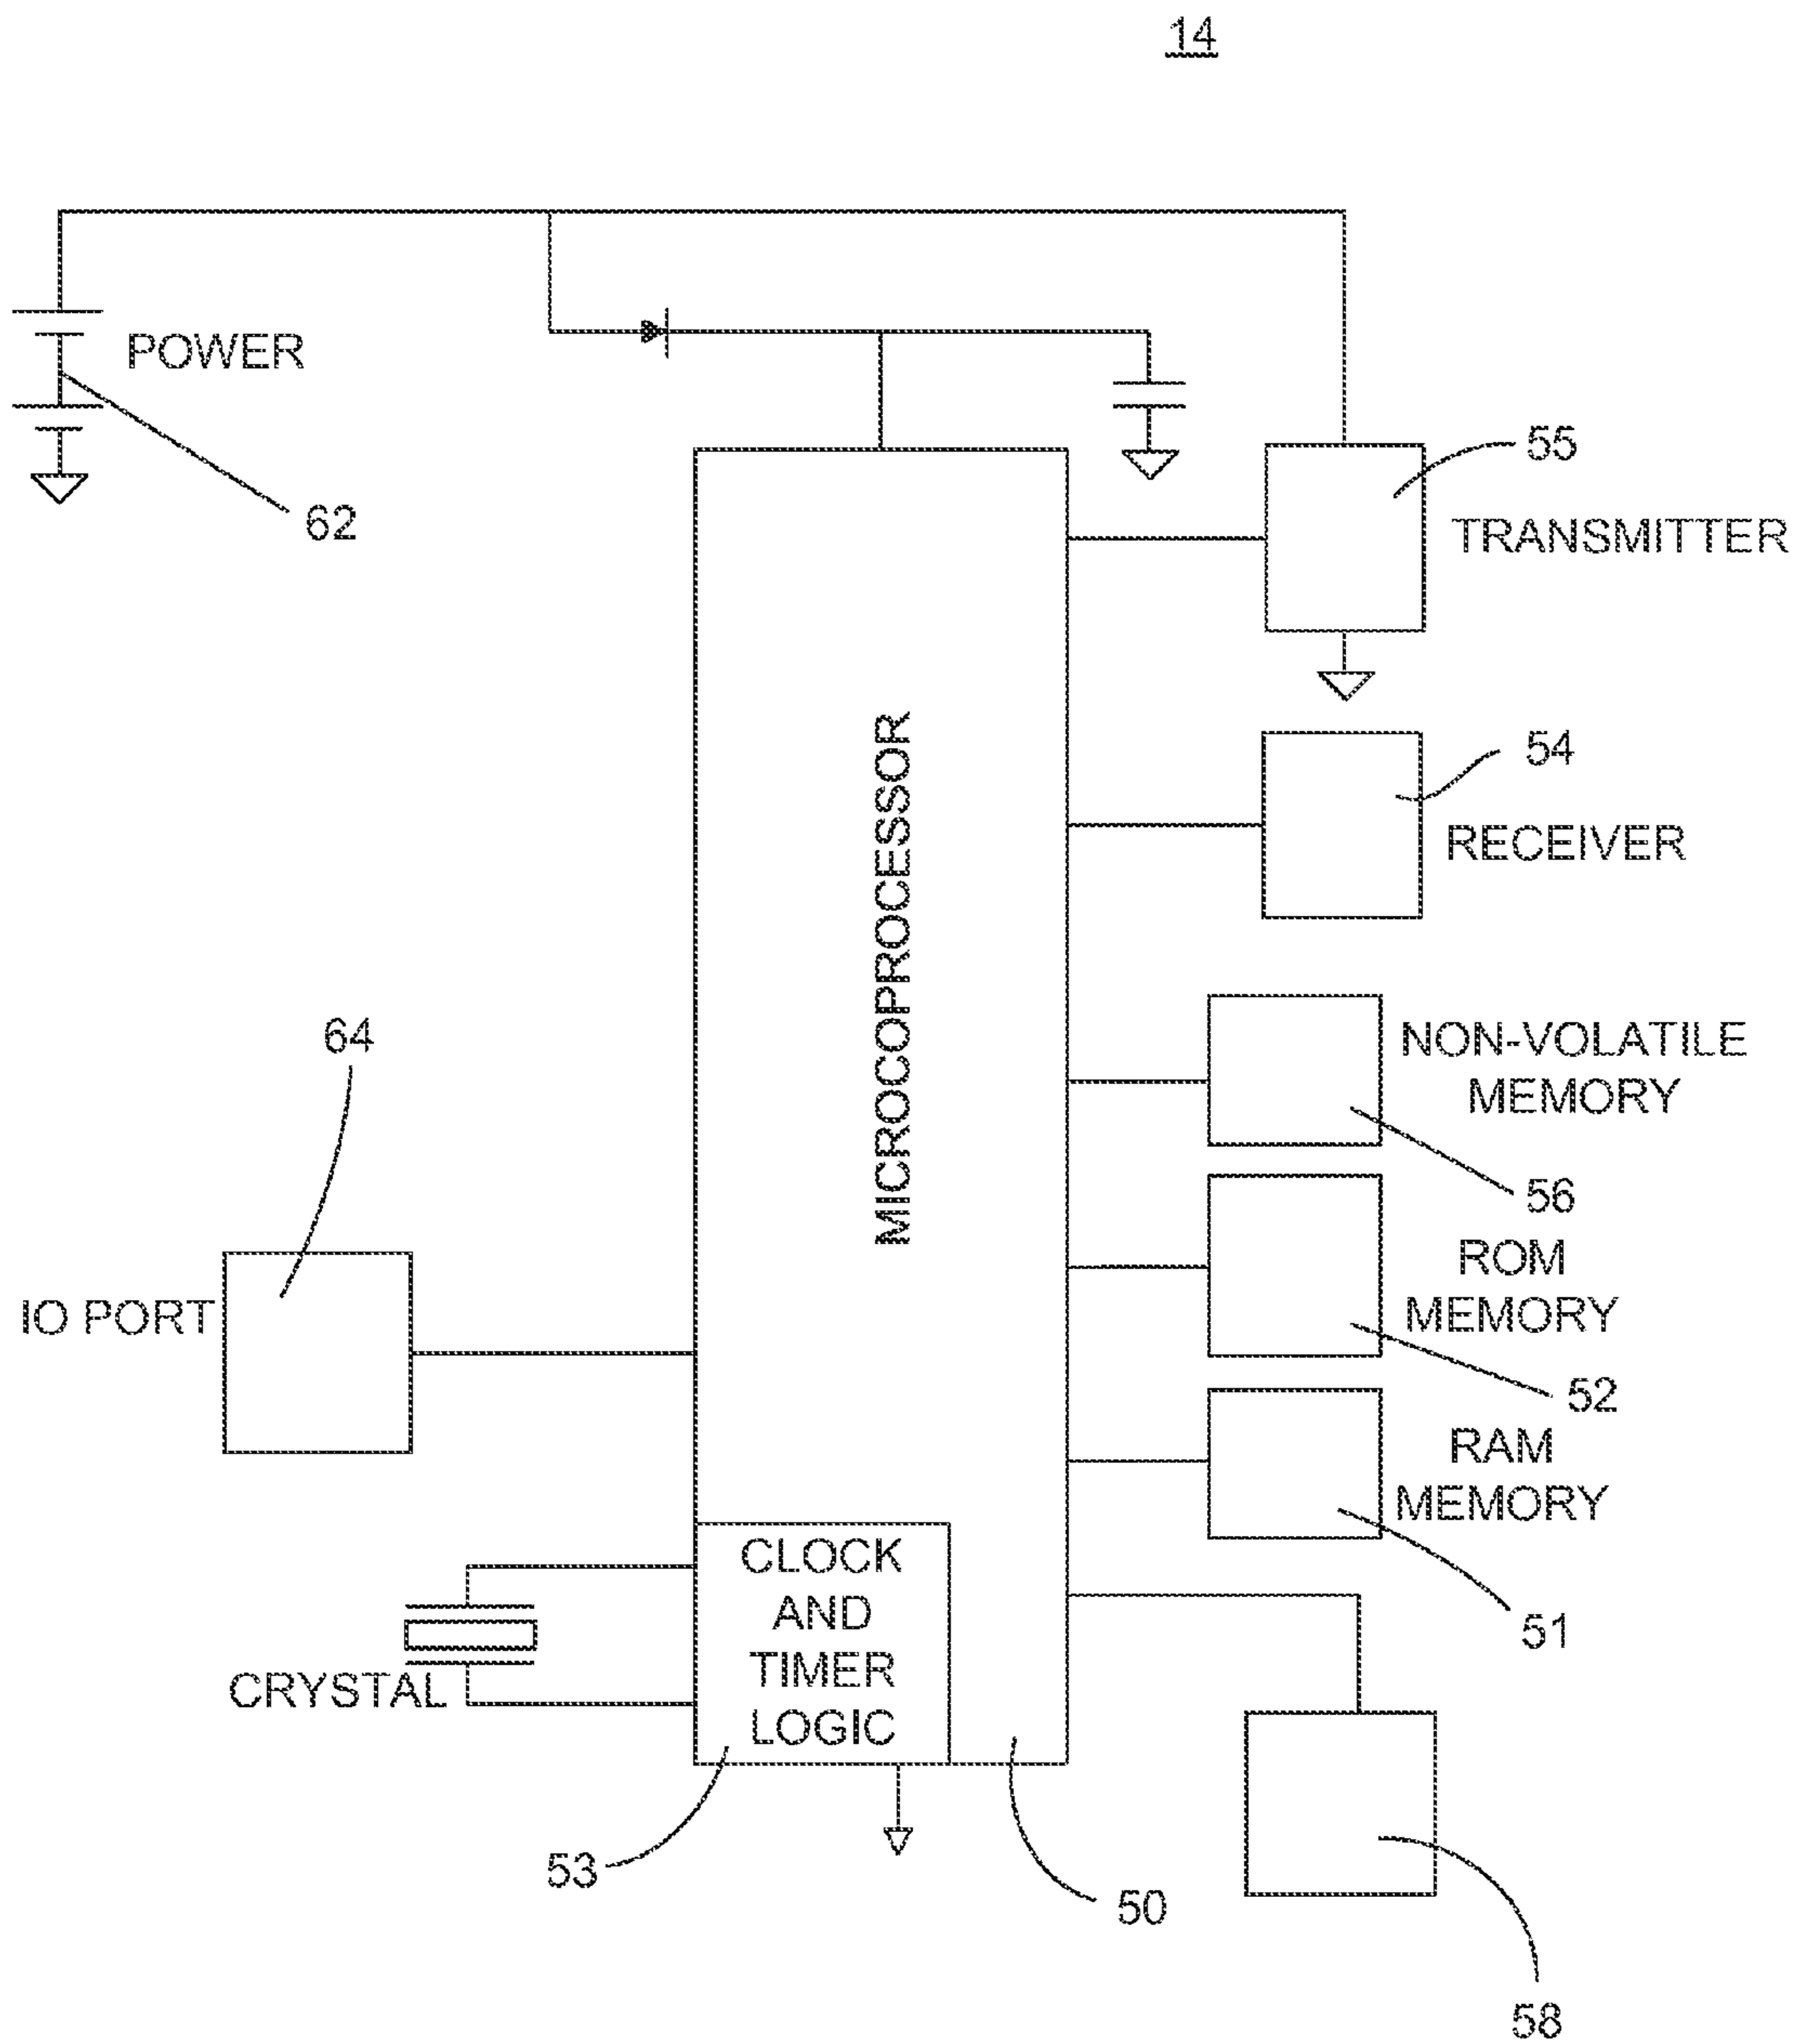 14
POWER
62
55
TRANSMITTER
54
RECEIVER
MICROCOPROCESSOR
NON-VOLATILE
MEMORY
56
64
ROM
MEMORY
IO PORT
52
RAM
MEMORY
51
CLOCK
AND
TIMER
LOGIC
CRYSTAL
53
50
58